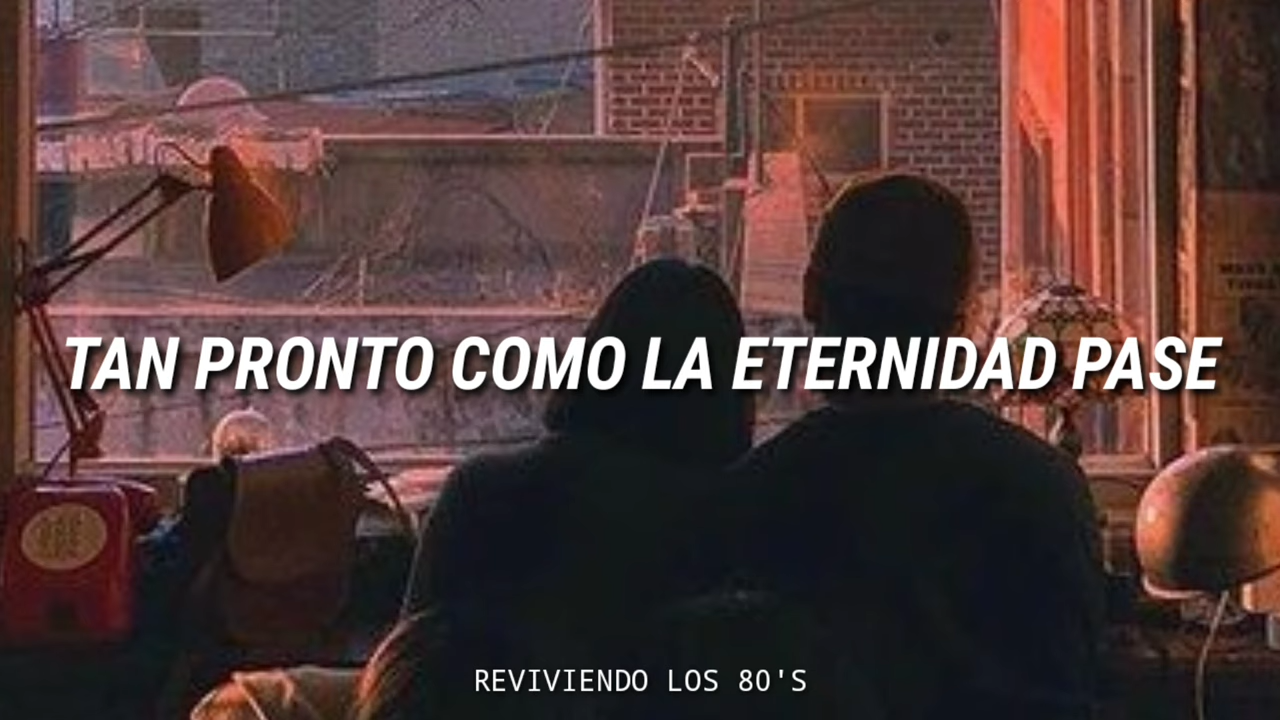 TAN PRONTO COMO LA ETERNIDAD PASE
REVIVIENDO LOS 80'S